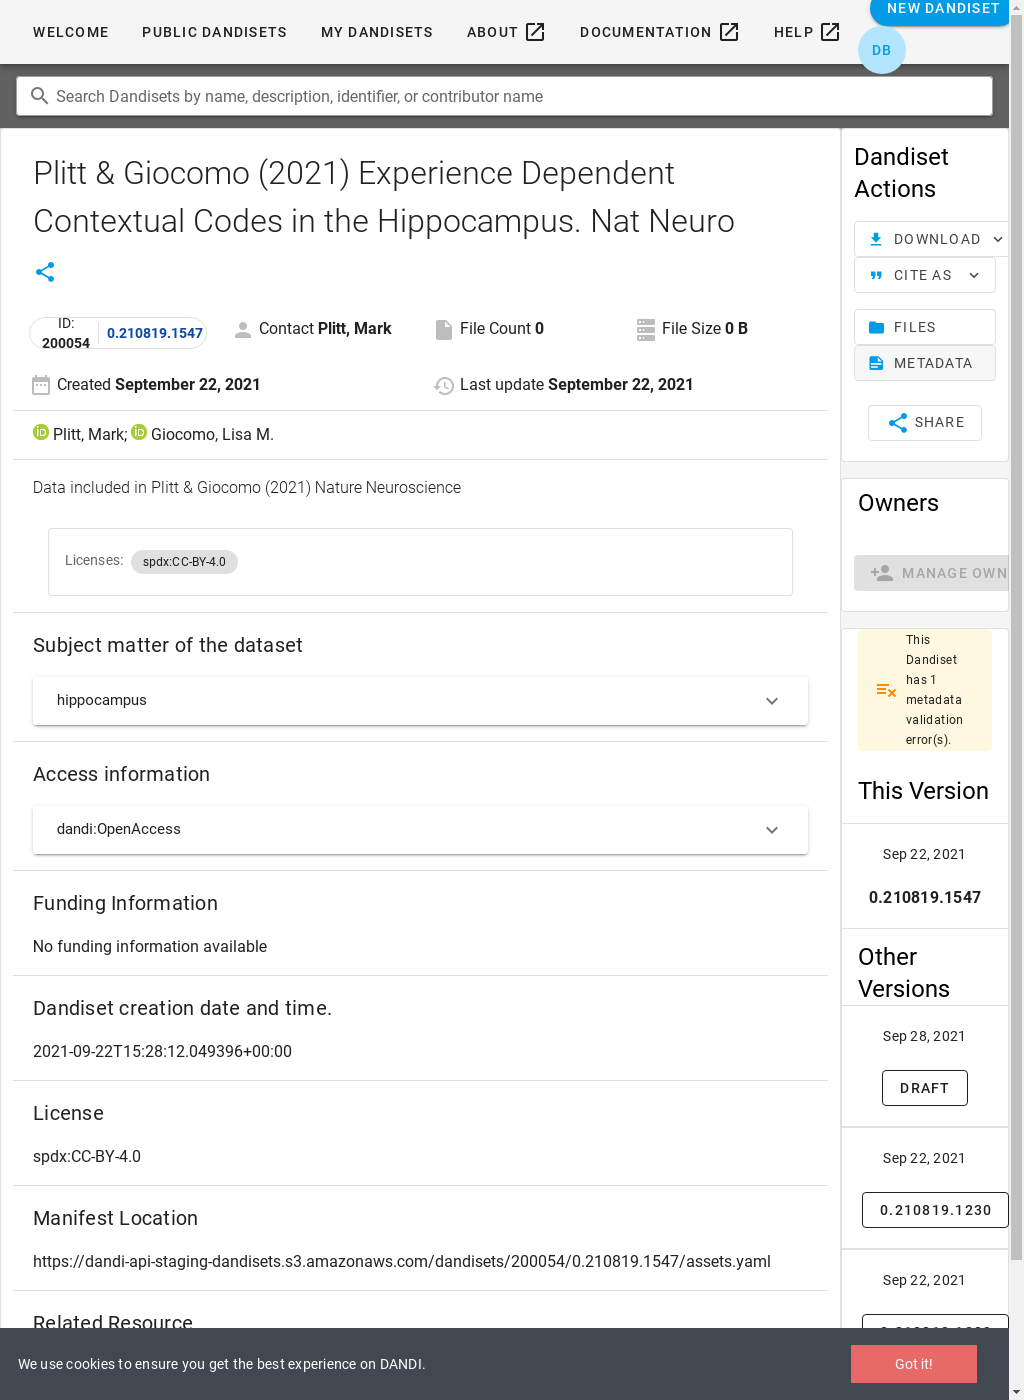 WELCOME PUBLIC DANDISETS MY DANDISETS ABOUT DOCUMENTATION HELP NEW DANDISET
DB
Search Dandisets by name, description, identifier, or contributor name
Plitt & Giocomo (2021) Experience Dependent
Contextual Codes in the Hippocampus. Nat Neuro
ID:
200054 0.210819.1547
Contact Plitt, Mark
File Count 0
File Size 0 B
Created September 22, 2021
Last update September 22, 2021
Plitt, Mark; Giocomo, Lisa M.
Data included in Plitt & Giocomo (2021) Nature Neuroscience
Licenses: spdx:CC-BY-4.0
Subject matter of the dataset
hippocampus
Access information
dandi:OpenAccess
Funding Information
No funding information available
Dandiset creation date and time.
2021-09-22T15:28:12.049396+00:00
License
spdx:CC-BY-4.0
Manifest Location
https://dandi-api-staging-dandisets.s3.amazonaws.com/dandisets/200054/0.210819.1547/assets.yaml
Related Resource
Dandiset
Actions
DOWNLOAD
CITE AS
FILES
METADATA
SHARE
Owners
MANAGE OWN
This
Dandiset
has 1
metadata
validation
error(s).
This Version
Sep 22, 2021
0.210819.1547
Other
Versions
Sep 28, 2021
DRAFT
Sep 22, 2021
0.210819.1230
Sep 22, 2021
We use cookies to ensure you get the best experience on DANDI.
Got it!